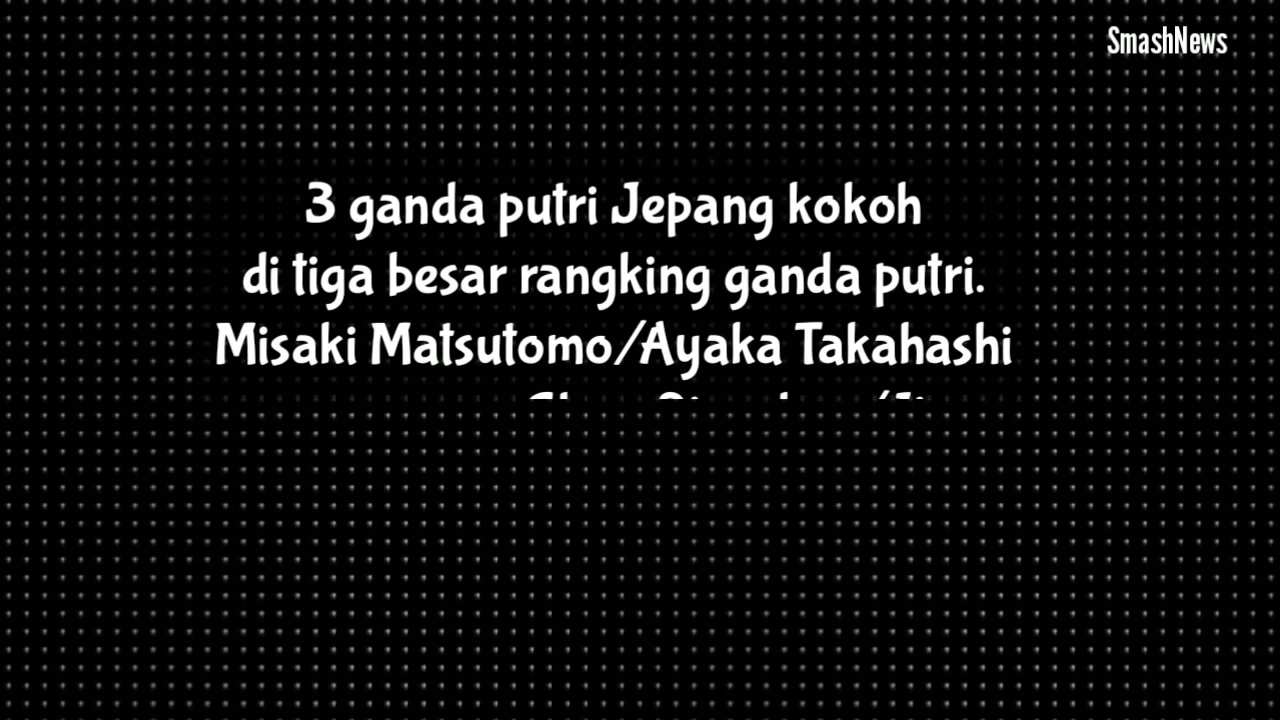 SmashNews
3 ganda putri Jepang kokoh
di tiga besar rangking ganda putri.
Misaki Matsutomo/Ayaka Takahashi